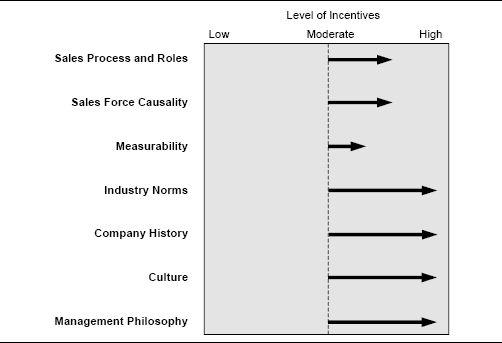 Level of Incentives
Low Moderate High
Sales Process and Roles
Sales Force Causality
Measurability
Industry Norms
Company History
Culture
Management Philosophy